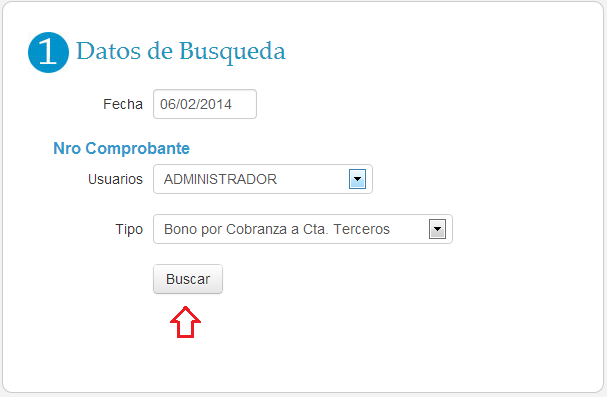 1 Datos de Busqueda
Fecha 06/02/2014
Nro Comprobante
Usuarios ADMINISTRADOR
Tipo Bono por Cobranza a Cta. Terceros
Buscar